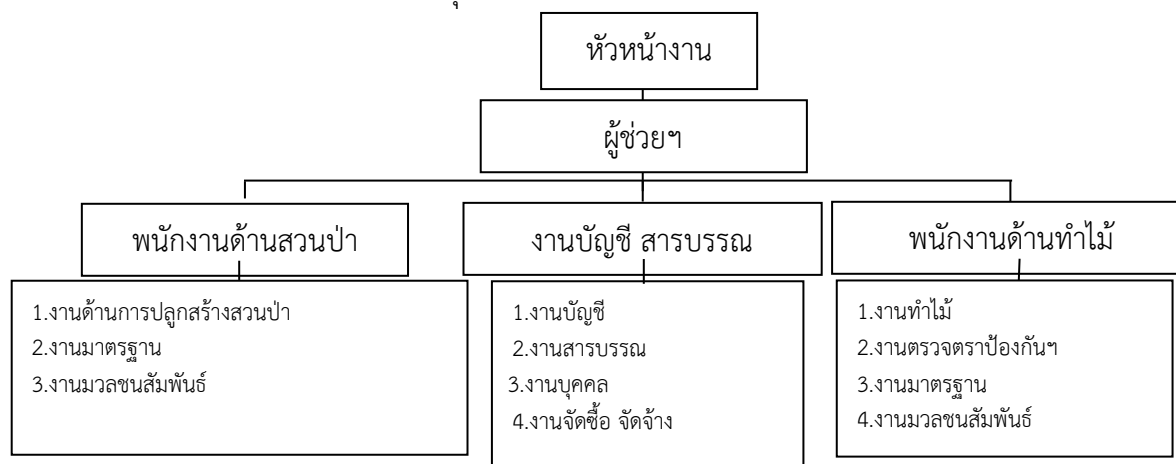 หัวหน้างาน
ผู้ช่วยฯ
พนักงานด้านสวนป่า
1.งานด้านการปลูกสร้างสวนป่า
2.งานมาตรฐาน
3.งานมวลชนสัมพันธ์
งานบัญชี สารบรรณ
1.งานบัญชี
2.งานสารบรรณ
3.งานบุคคล
4.งานจัดซื้อ จัดจ้าง
พนักงานด้านทำไม้
1.งานทำไม้
2.งานตรวจตราป้องกันฯ
3.งานมาตรฐาน
4.งานมวลชนสัมพันธ์